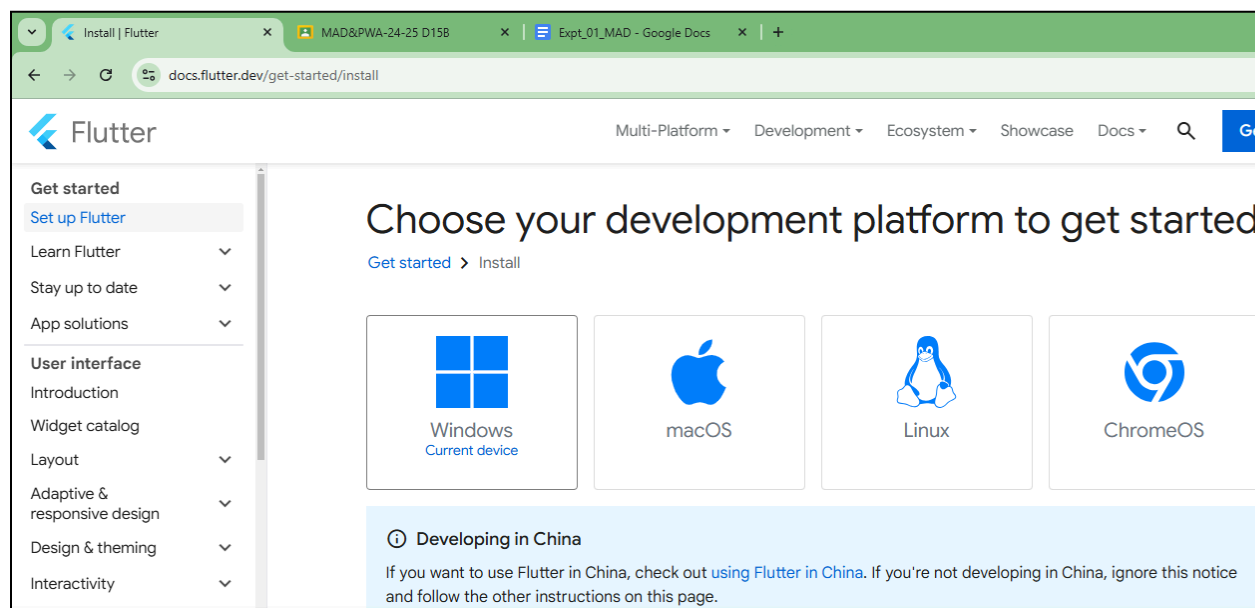 Install | Flutter
MAD&PWA-24-25 D15B
Expt_01_MAD - Google Docs
docs.flutter.dev/get-started/install
Flutter
Multi-Platform
Development
Ecosystem
Showcase
Docs
Get started
Set up Flutter
Learn Flutter
Stay up to date
App solutions
User interface
Introduction
Widget catalog
Layout
Adaptive &
responsive design
Design & theming
Interactivity
Choose your development platform to get started
Get started > Install
Windows
Current device
macOS
Linux
ChromeOS
Developing in China
If you want to use Flutter in China, check out using Flutter in China. If you're not developing in China, ignore this notice
and follow the other instructions on this page.